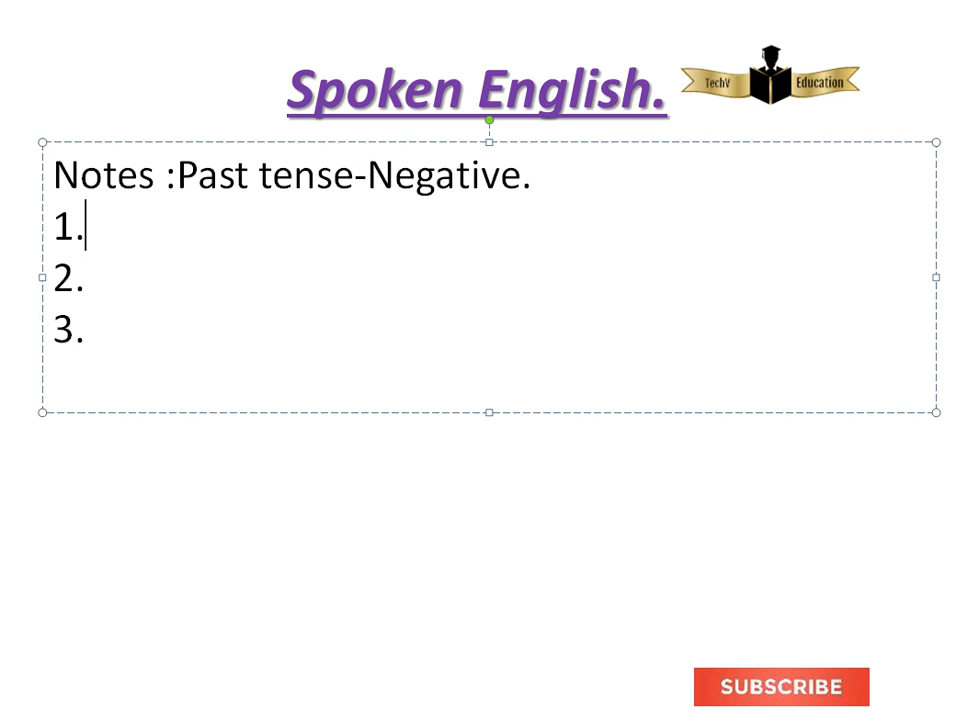 Spoken English.
TechV Education
Notes :Past tense-Negative.
1.
2.
3.
SUBSCRIBE